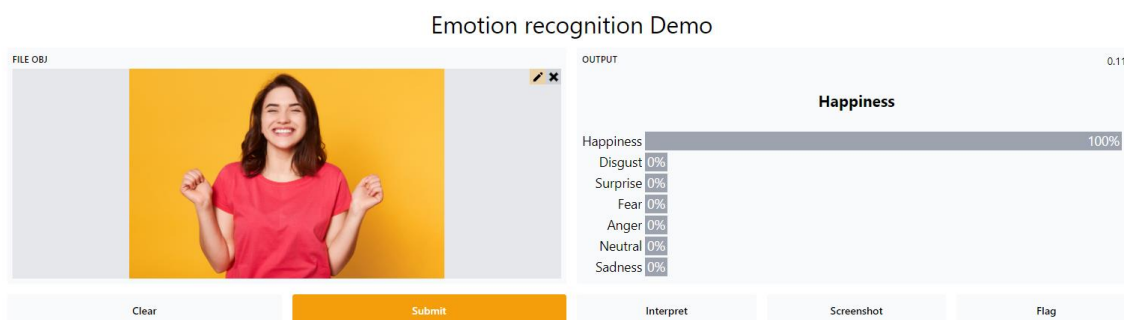 Emotion recognition Demo
FILE OBJ
OUTPUT
0.11
Happiness
Happiness 100%
Disgust 0%
Surprise 0%
Fear 0%
Anger 0%
Neutral 0%
Sadness 0%
Clear
Submit
Interpret
Screenshot
Flag